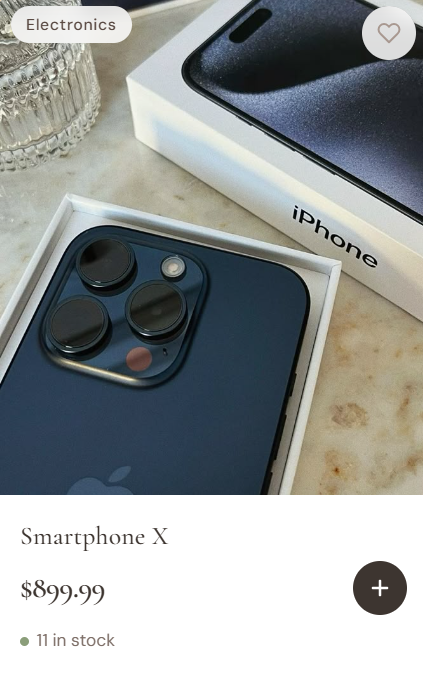 Electronics
iPhone
Smartphone X
$899.99
11 in stock